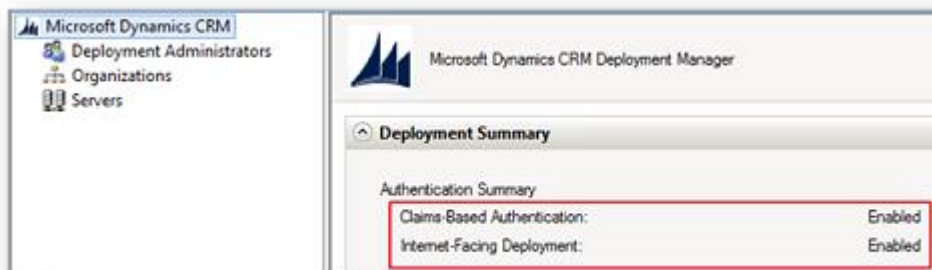 Microsoft Dynamics CRM
Deployment Administrators
Organizations
Servers
Microsoft Dynamics CRM Deployment Manager
Deployment Summary
Authentication Summary
Claims-Based Authentication: Enabled
Internet-Facing Deployment: Enabled